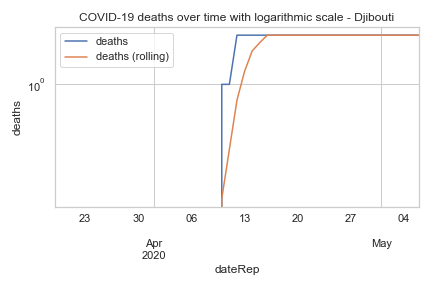 COVID-19 deaths over time with logarithmic scale - Djibouti
deaths
deaths (rolling)
10⁰
deaths
23 30 06 13 20 27 04
Apr May
2020
dateRep